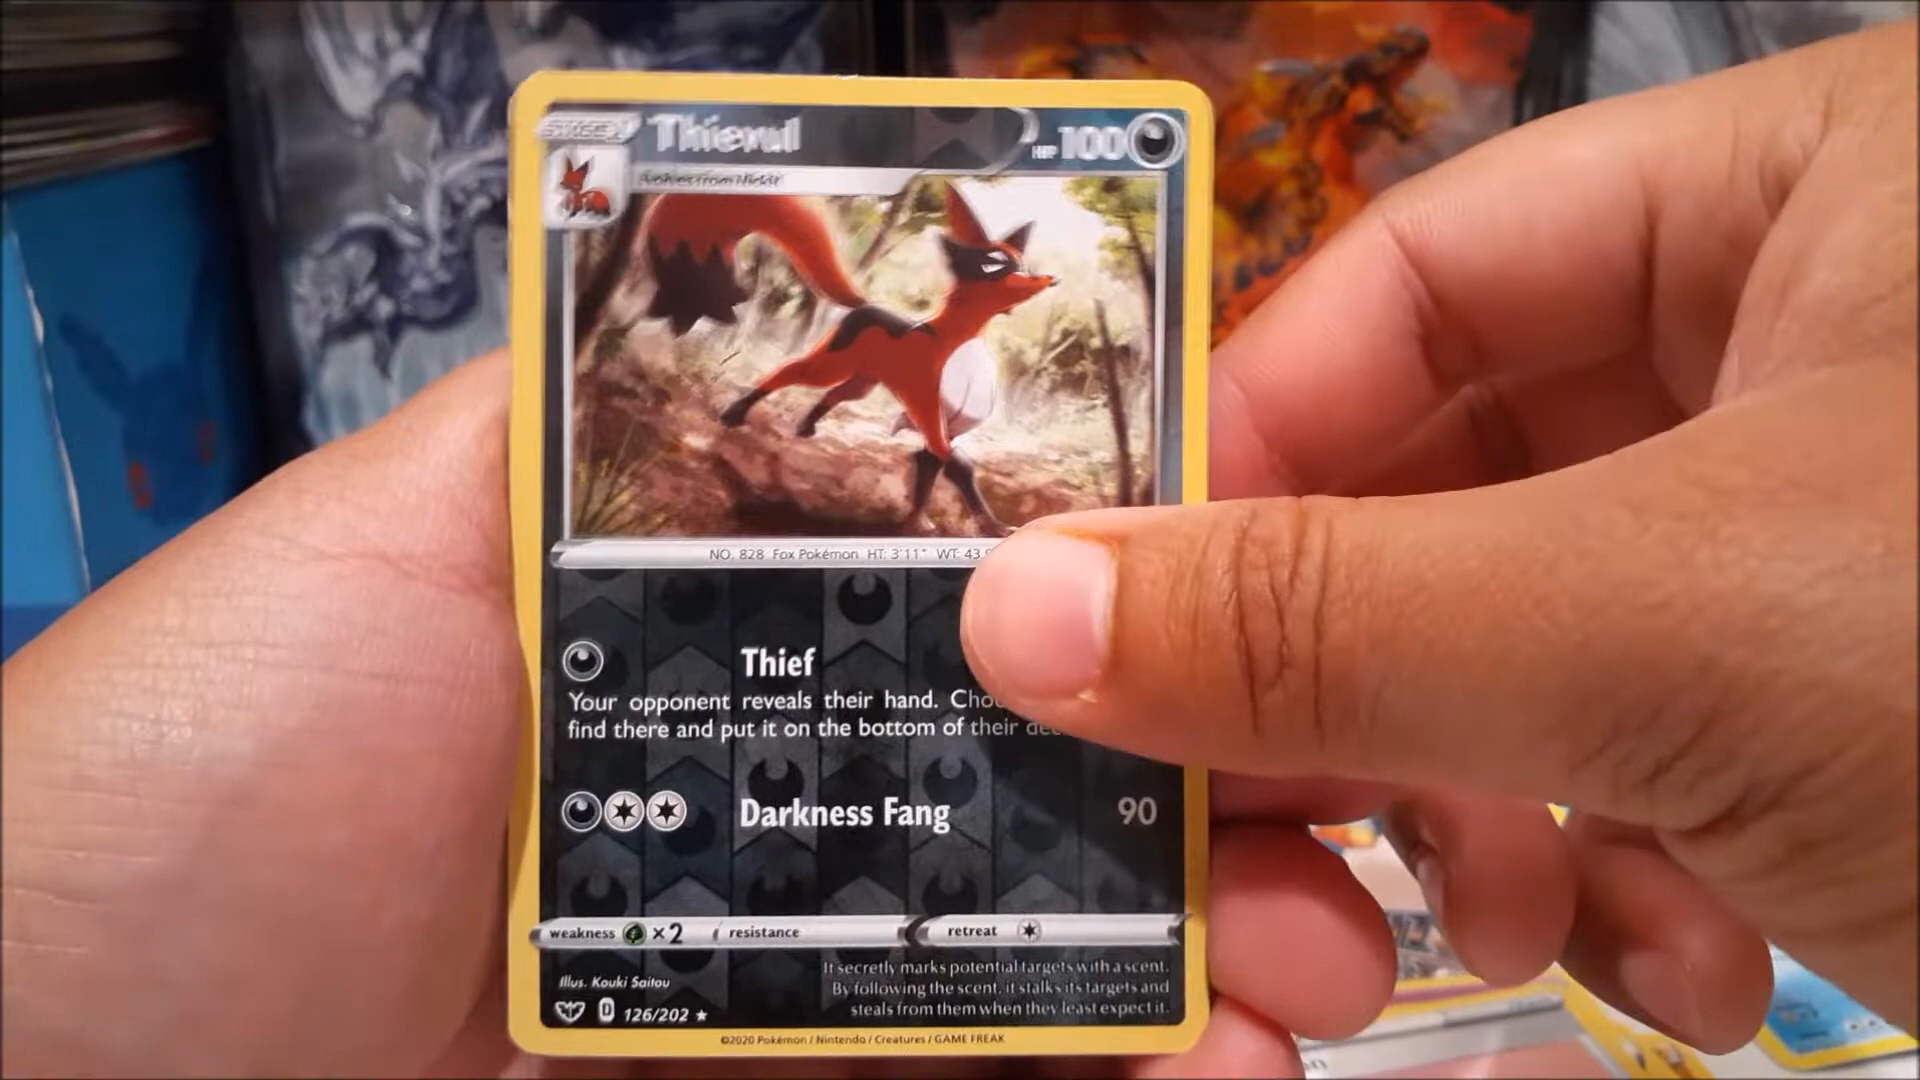 STAGE 1 Thievul HP 100
Evolves from Nickit
NO. 828 Fox Pokémon HT: 3'11" WT: 43.
Thief
Your opponent reveals their hand.
find there and put it on the bottom of their
Darkness Fang 90
weakness ×2 resistance retreat
Illus. Kouki Saitou
It secretly marks potential targets with a scent.
By following the scent, it stalks its targets and
steals from them when they least expect it.
D 126/202 ★
©2020 Pokémon / Nintendo / Creatures / GAME FREAK